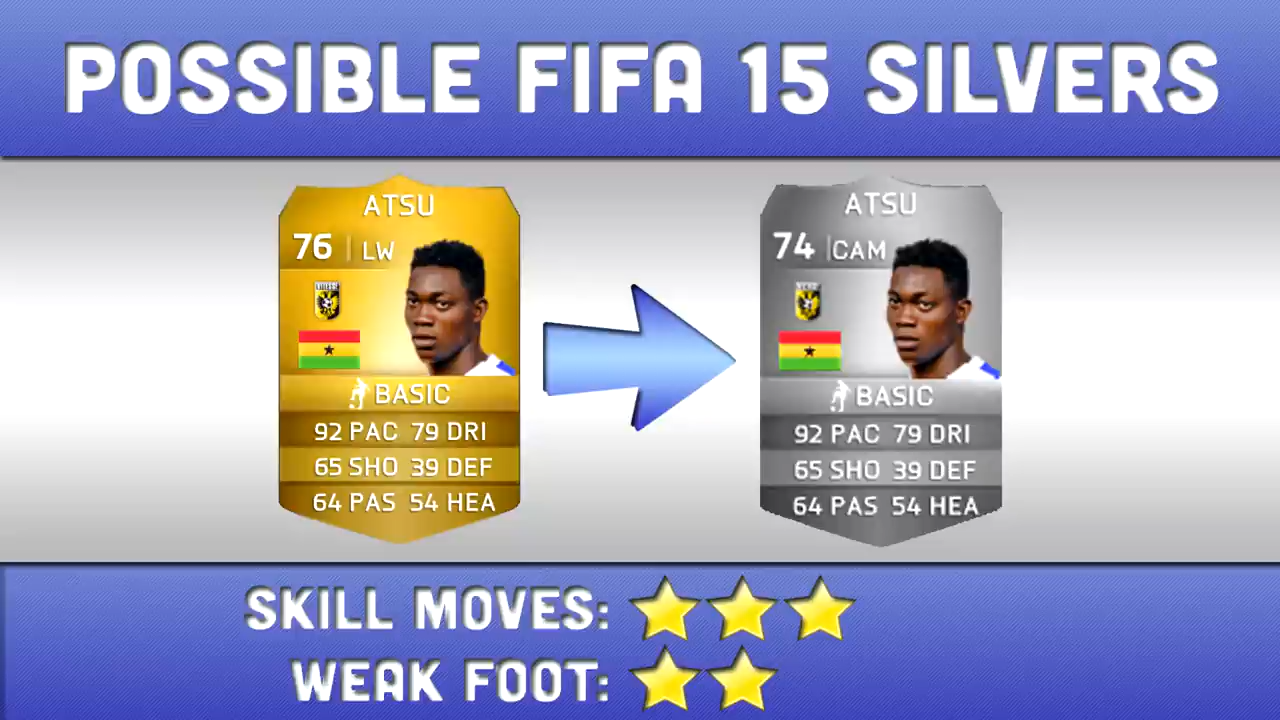 POSSIBLE FIFA 15 SILVERS
ATSU
76 | LW
BASIC
92 PAC 79 DRI
65 SHO 39 DEF
64 PAS 54 HEA
ATSU
74 | CAM
BASIC
92 PAC 79 DRI
65 SHO 39 DEF
64 PAS 54 HEA
SKILL MOVES:
WEAK FOOT: